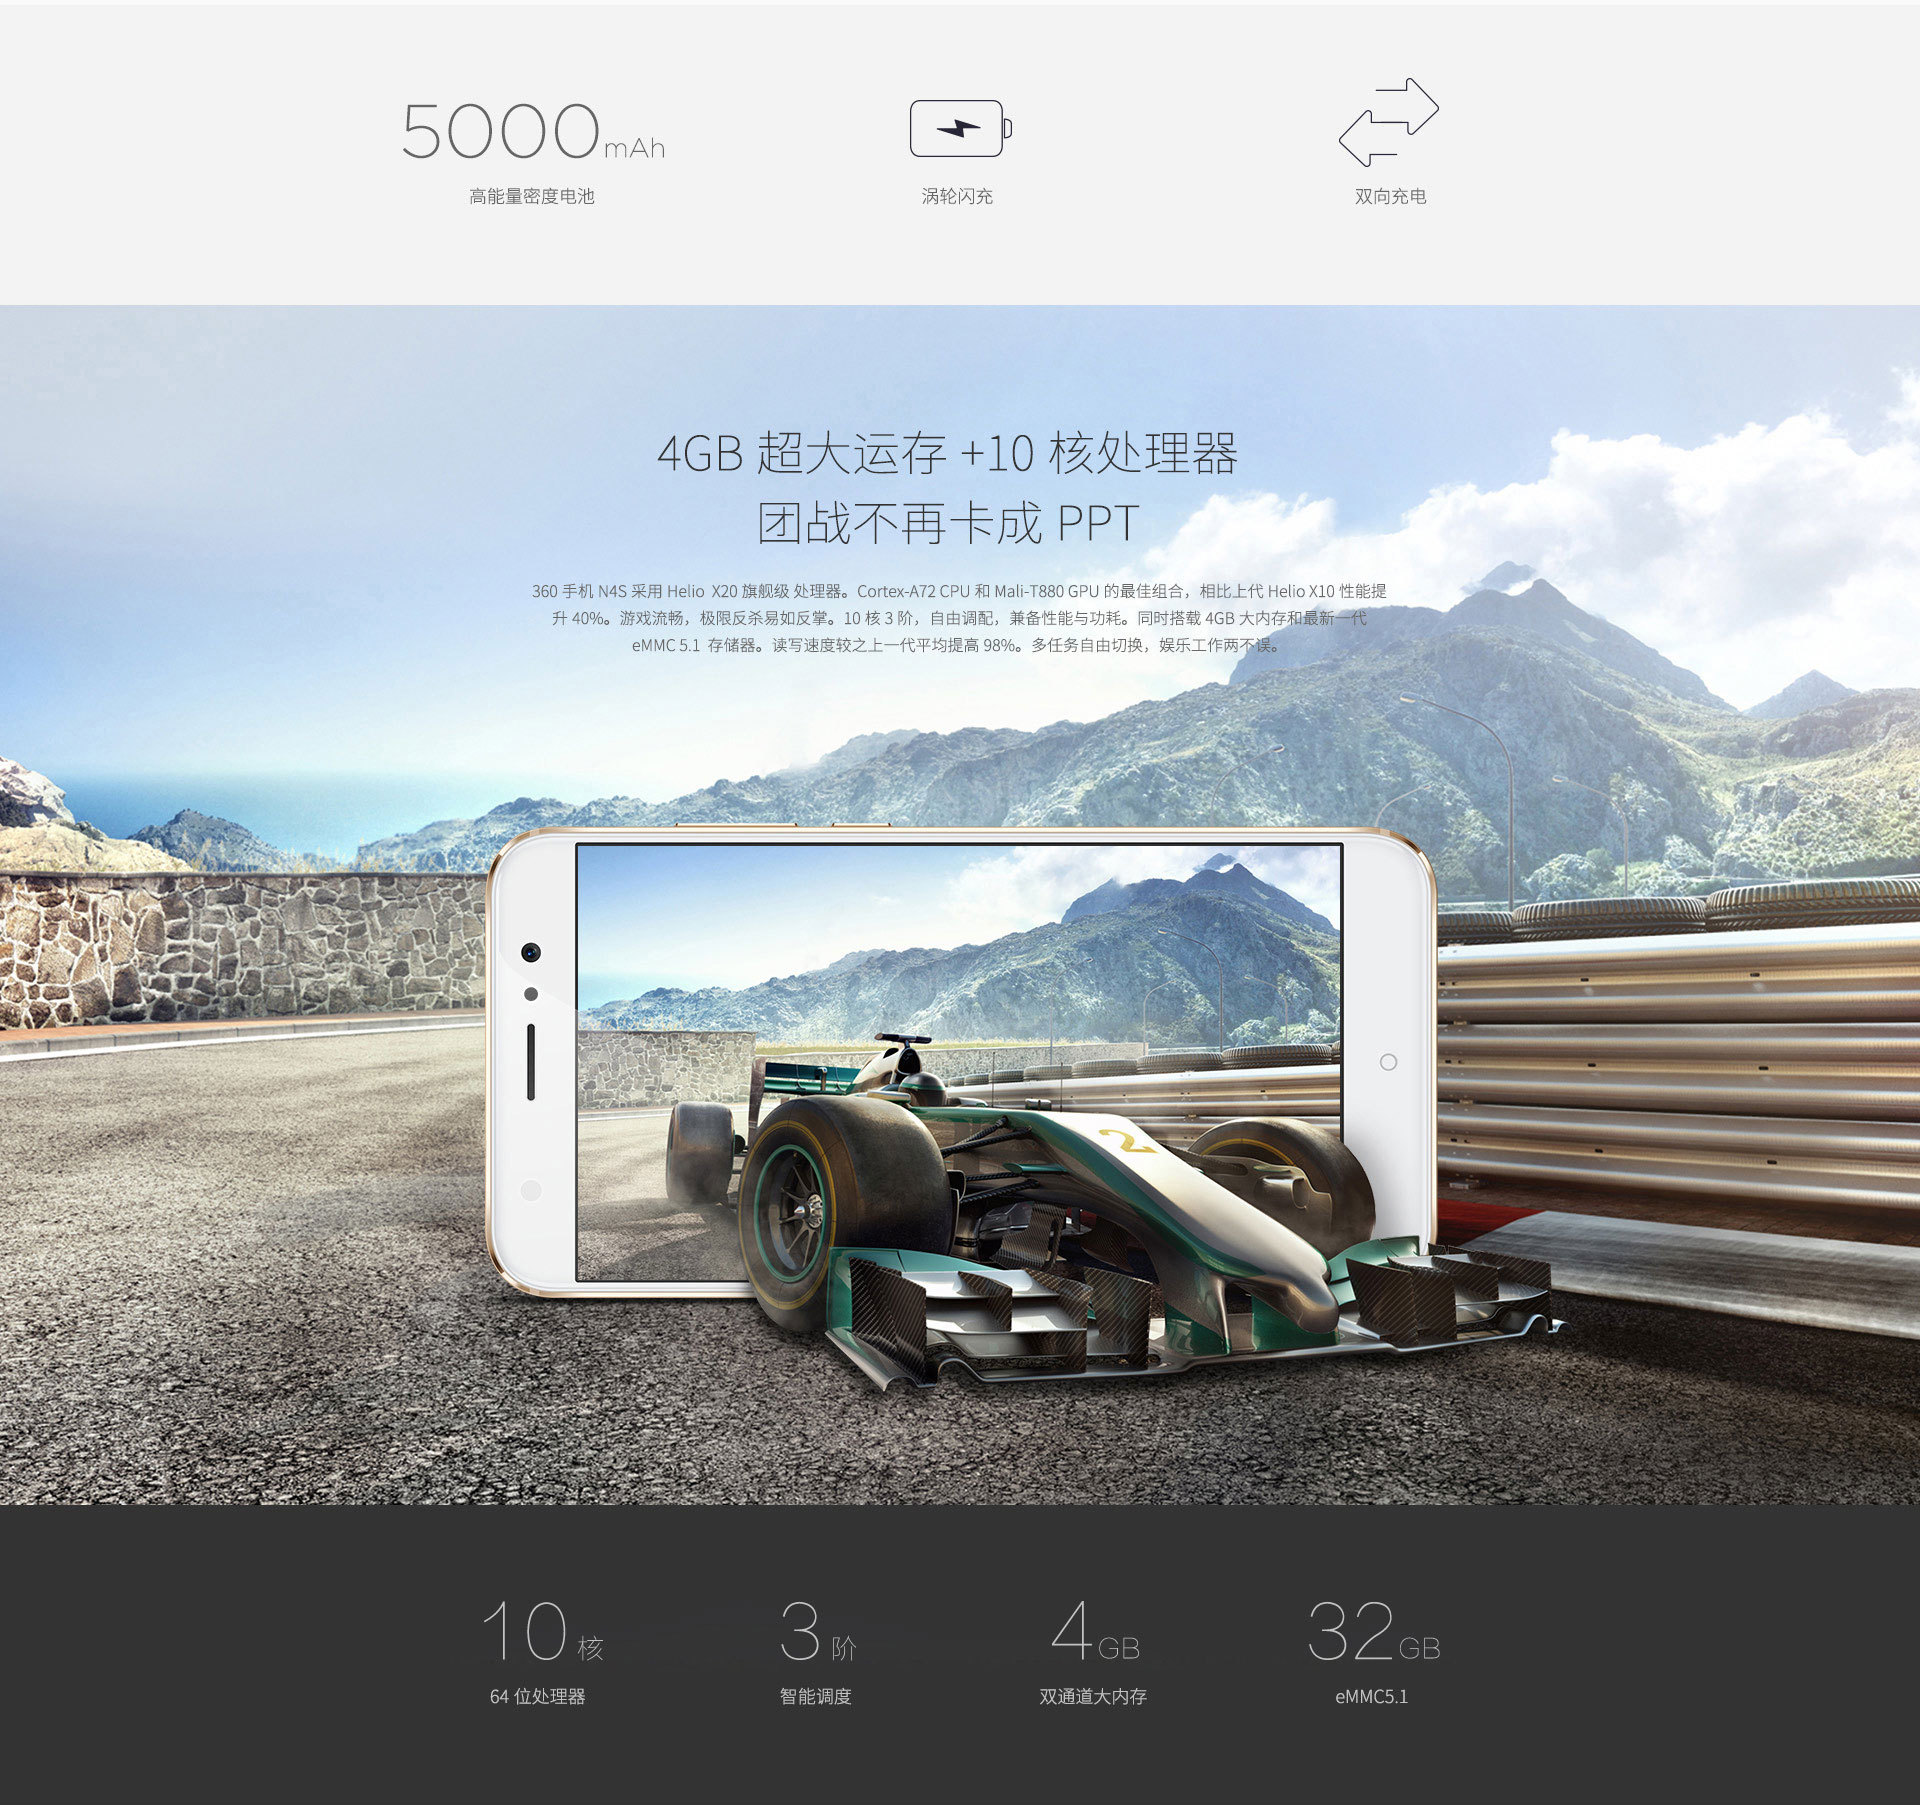 5000mAh
高能量密度电池
涡轮闪充
双向充电
4GB 超大运存 +10 核处理器
团战不再卡成 PPT
360 手机 N4S 采用 Helio X20 旗舰级 处理器。Cortex-A72 CPU 和 Mali-T880 GPU 的最佳组合，相比上代 Helio X10 性能提
升 40%。游戏流畅，极限反杀易如反掌。10 核 3 阶，自由调配，兼备性能与功耗。同时搭载 4GB 大内存和最新一代
eMMC 5.1 存储器。读写速度较之上一代平均提高 98%。多任务自由切换，娱乐工作两不误。
2
10 核
64 位处理器
3 阶
智能调度
4GB
双通道大内存
32GB
eMMC5.1